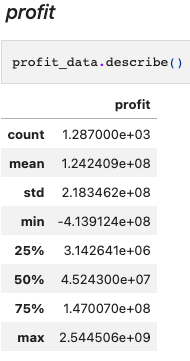 profit
profit_data.describe()
profit
count 1.287000e+03
mean 1.242409e+08
std 2.183462e+08
min -4.139124e+08
25% 3.142641e+06
50% 4.524300e+07
75% 1.470070e+08
max 2.544506e+09